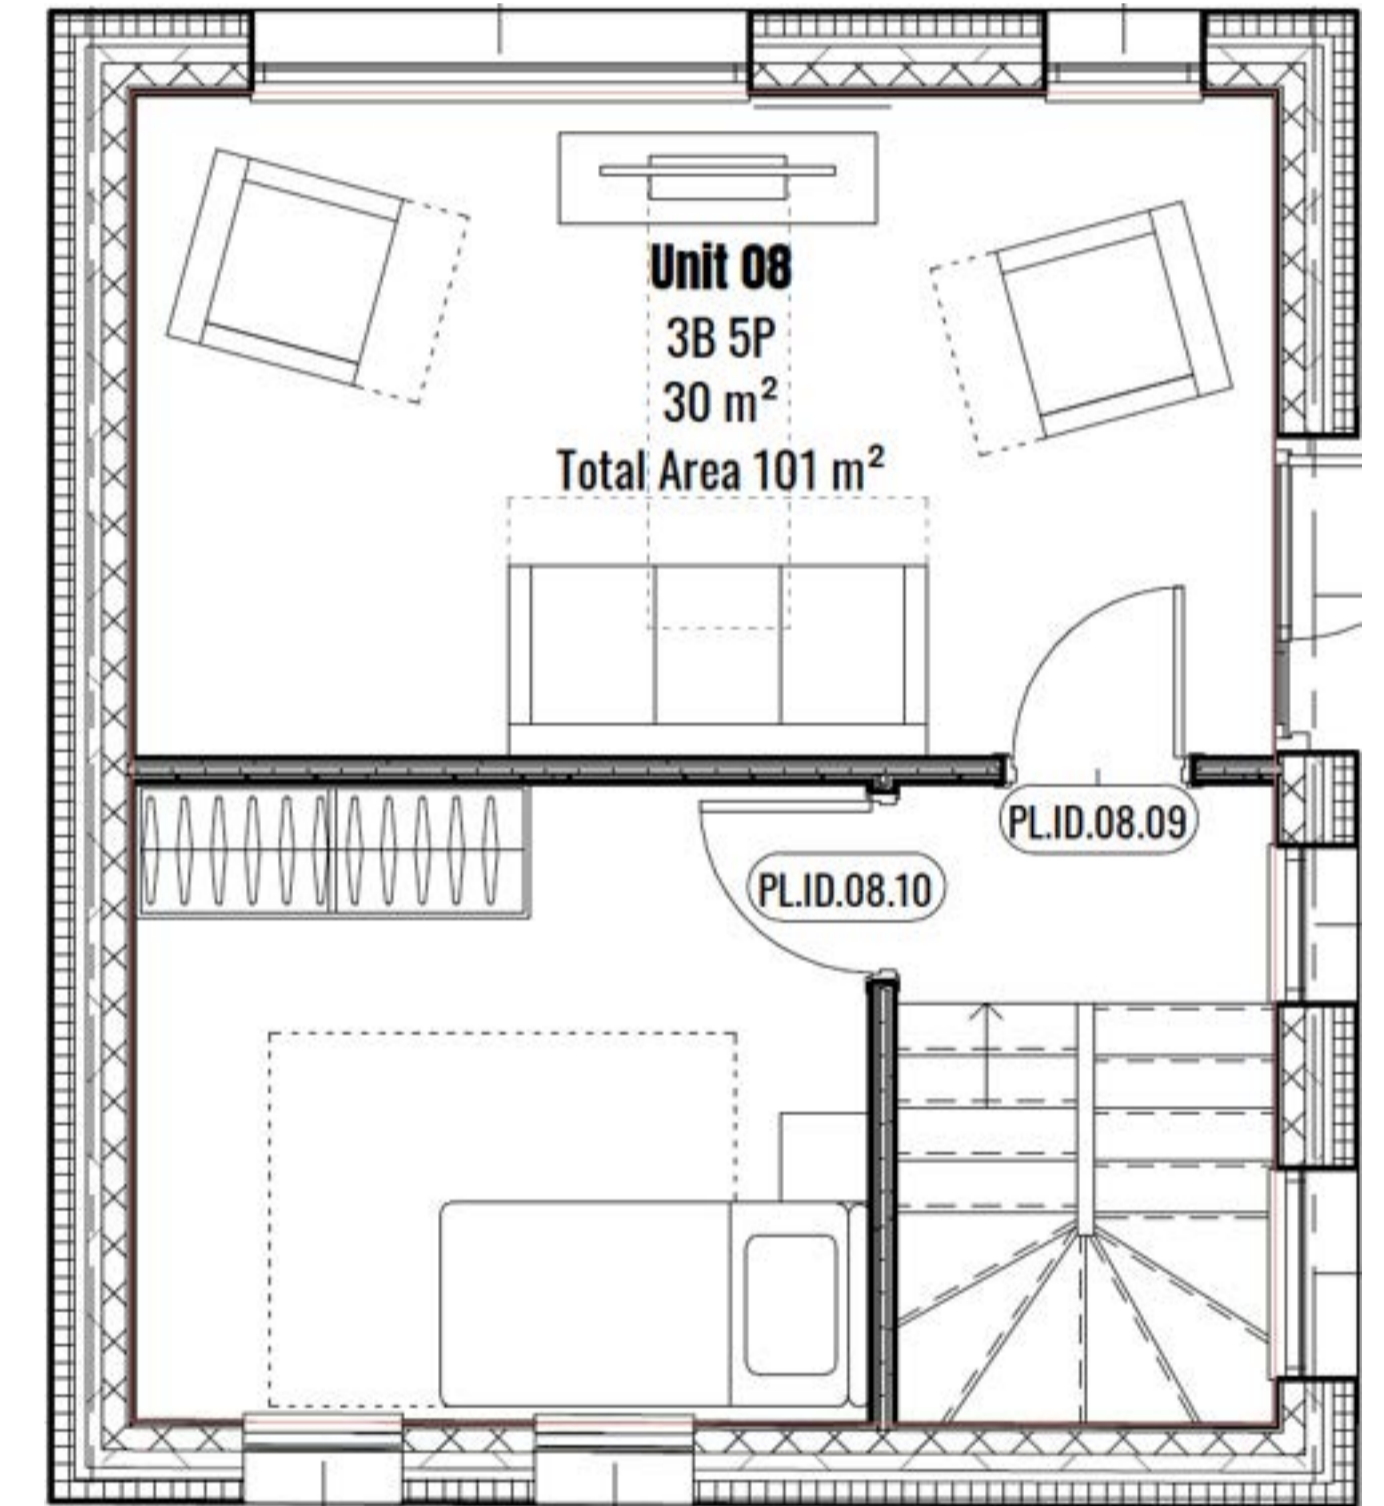 Unit 08
3B 5P
30 m²
Total Area 101 m²
PL.ID.08.09
PL.ID.08.10